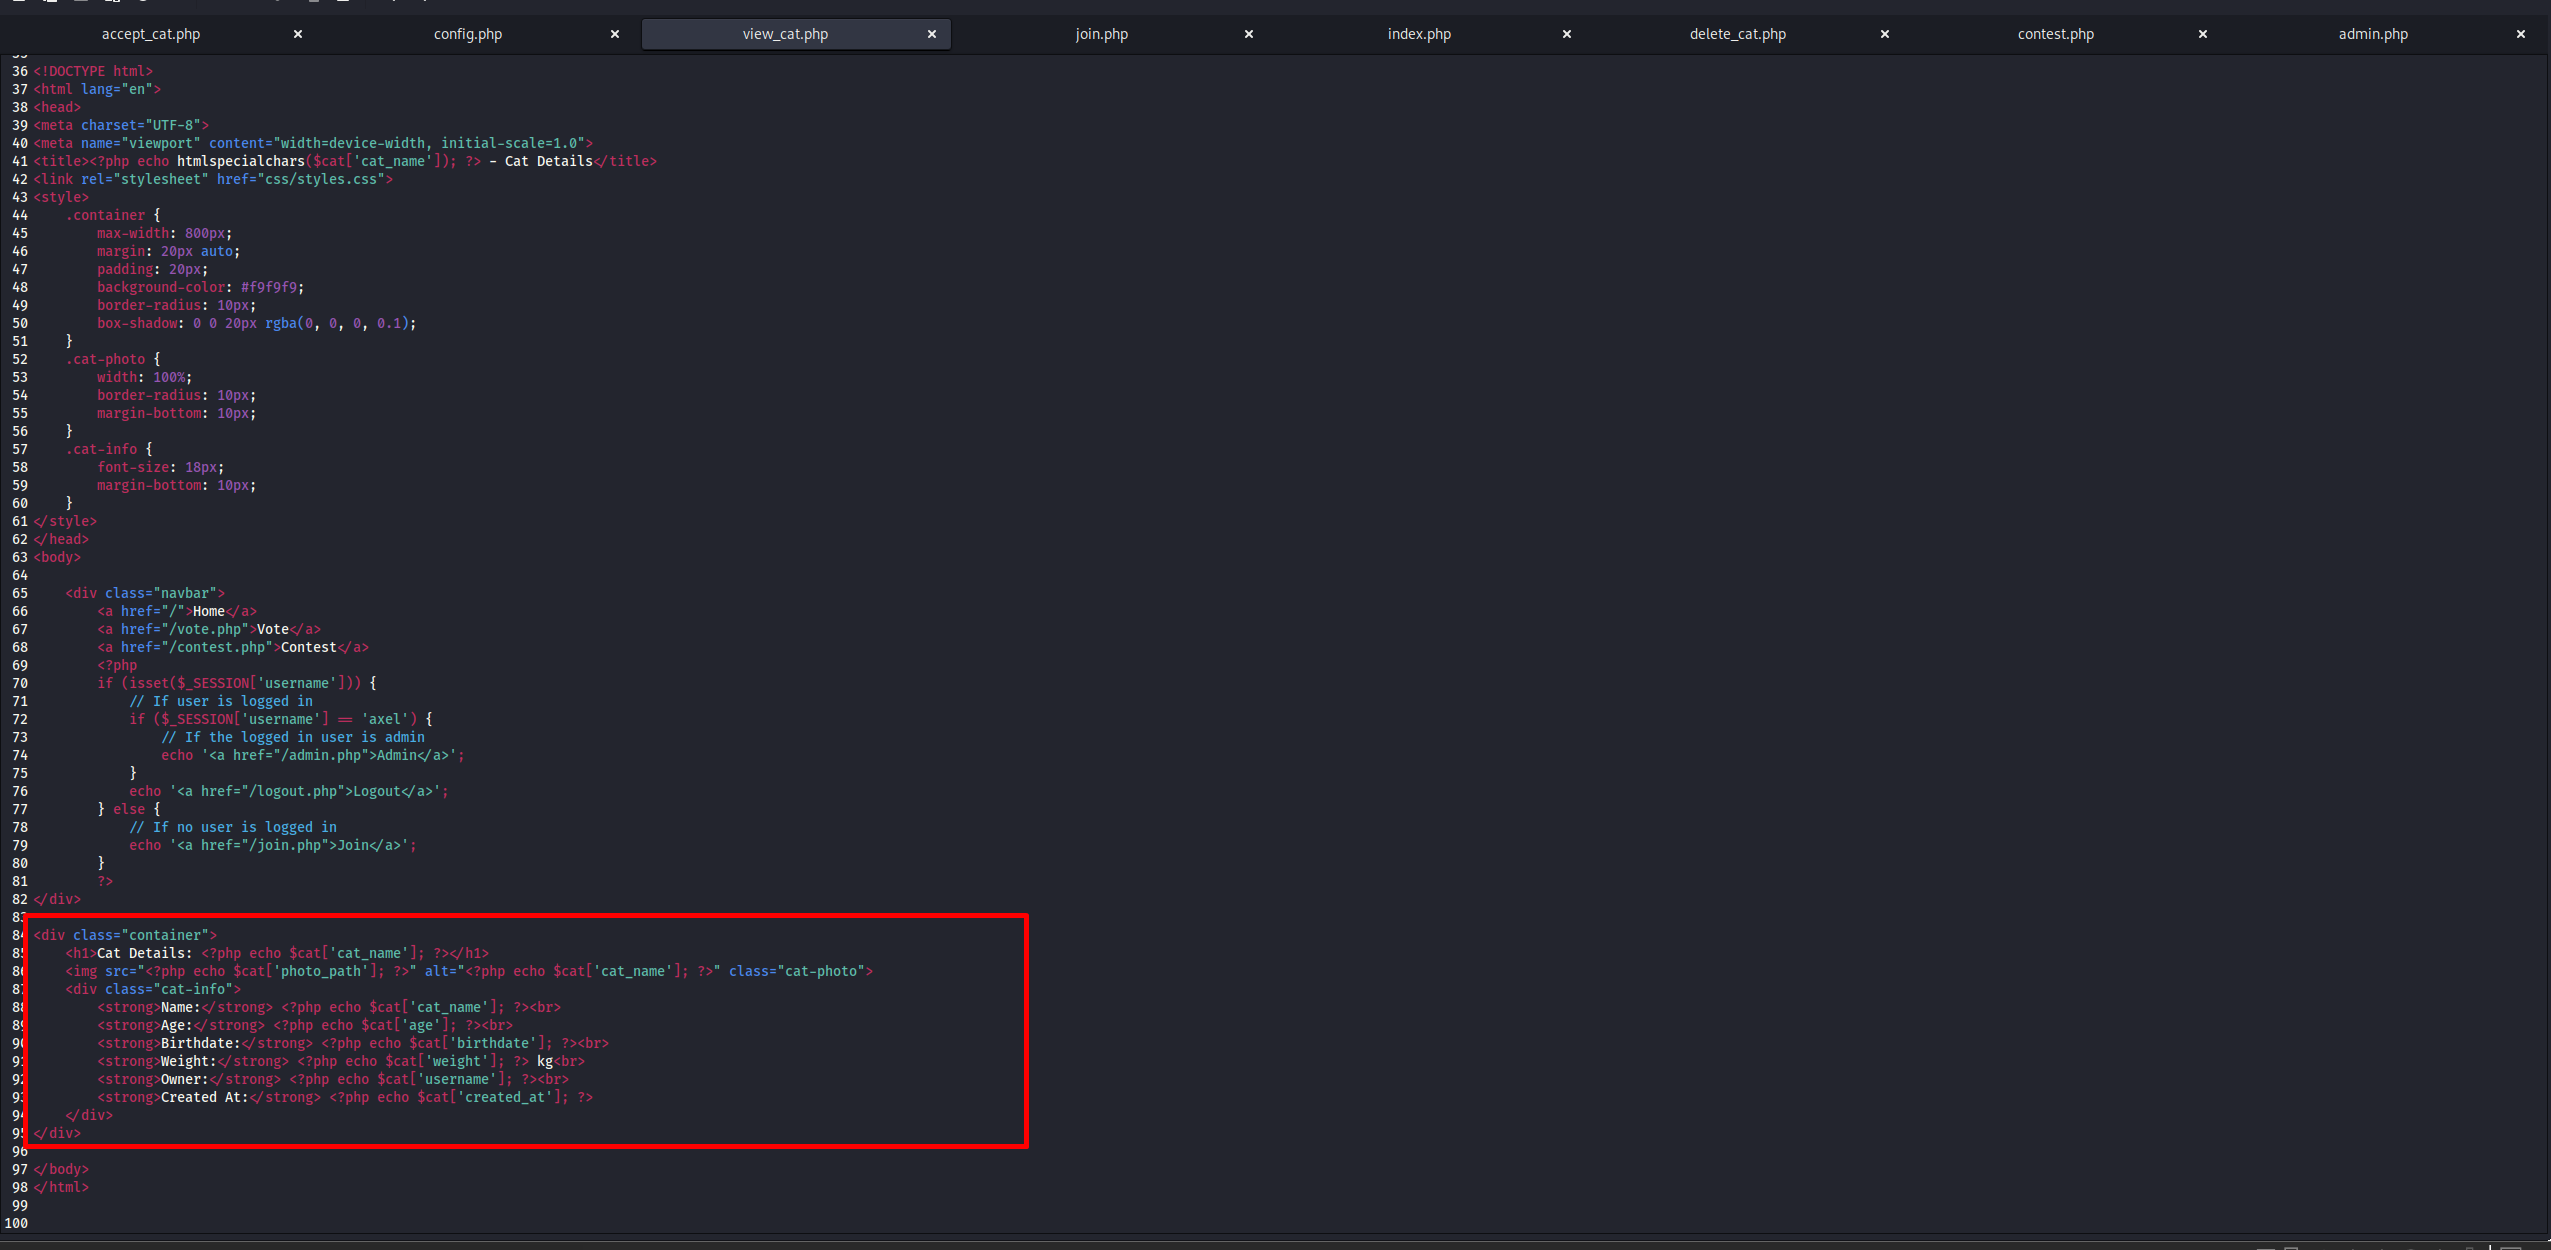 accept_cat.php × config.php × view_cat.php × join.php × index.php × delete_cat.php × contest.php × admin.php ×
36 <!DOCTYPE html>
37 <html lang="en">
38 <head>
39 <meta charset="UTF-8">
40 <meta name="viewport" content="width=device-width, initial-scale=1.0">
41 <title><?php echo htmlspecialchars($cat['cat_name']); ?> - Cat Details</title>
42 <link rel="stylesheet" href="css/styles.css">
43 <style>
44     .container {
45         max-width: 800px;
46         margin: 20px auto;
47         padding: 20px;
48         background-color: #f9f9f9;
49         border-radius: 10px;
50         box-shadow: 0 0 20px rgba(0, 0, 0, 0.1);
51     }
52     .cat-photo {
53         width: 100%;
54         border-radius: 10px;
55         margin-bottom: 10px;
56     }
57     .cat-info {
58         font-size: 18px;
59         margin-bottom: 10px;
60     }
61 </style>
62 </head>
63 <body>
64
65     <div class="navbar">
66         <a href="/">Home</a>
67         <a href="/vote.php">Vote</a>
68         <a href="/contest.php">Contest</a>
69         <?php
70         if (isset($_SESSION['username'])) {
71             // If user is logged in
72             if ($_SESSION['username'] == 'axel') {
73                 // If the logged in user is admin
74                 echo '<a href="/admin.php">Admin</a>';
75             }
76             echo '<a href="/logout.php">Logout</a>';
77         } else {
78             // If no user is logged in
79             echo '<a href="/join.php">Join</a>';
80         }
81         ?>
82 </div>
83
84 <div class="container">
85     <h1>Cat Details: <?php echo $cat['cat_name']; ?></h1>
86     <img src="<?php echo $cat['photo_path']; ?>" alt="<?php echo $cat['cat_name']; ?>" class="cat-photo">
87     <div class="cat-info">
88         <strong>Name:</strong> <?php echo $cat['cat_name']; ?><br>
89         <strong>Age:</strong> <?php echo $cat['age']; ?><br>
90         <strong>Birthdate:</strong> <?php echo $cat['birthdate']; ?><br>
91         <strong>Weight:</strong> <?php echo $cat['weight']; ?> kg<br>
92         <strong>Owner:</strong> <?php echo $cat['username']; ?><br>
93         <strong>Created At:</strong> <?php echo $cat['created_at']; ?>
94     </div>
95 </div>
96
97 </body>
98 </html>
99
100